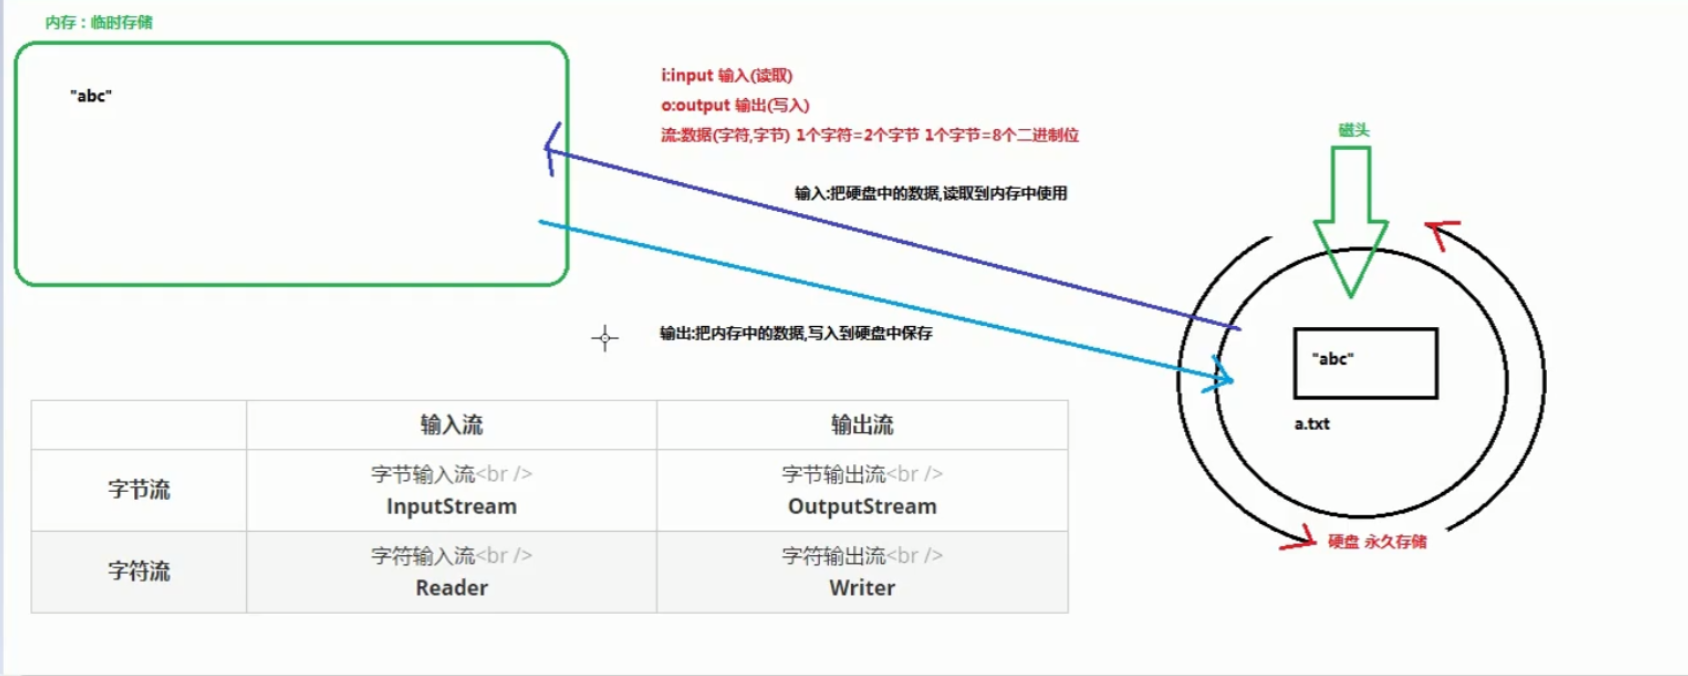 内存：临时存储
"abc"
i:input 输入(读取)
o:output 输出(写入)
流:数据(字符,字节) 1个字符=2个字节 1个字节=8个二进制位
磁头
输入:把硬盘中的数据,读取到内存中使用
输出:把内存中的数据,写入到硬盘中保存
"abc"
a.txt
硬盘 永久存储
输入流 输出流
字节流 字节输入流<br /> 字节输出流<br />
InputStream OutputStream
字符流 字符输入流<br /> 字符输出流<br />
Reader Writer